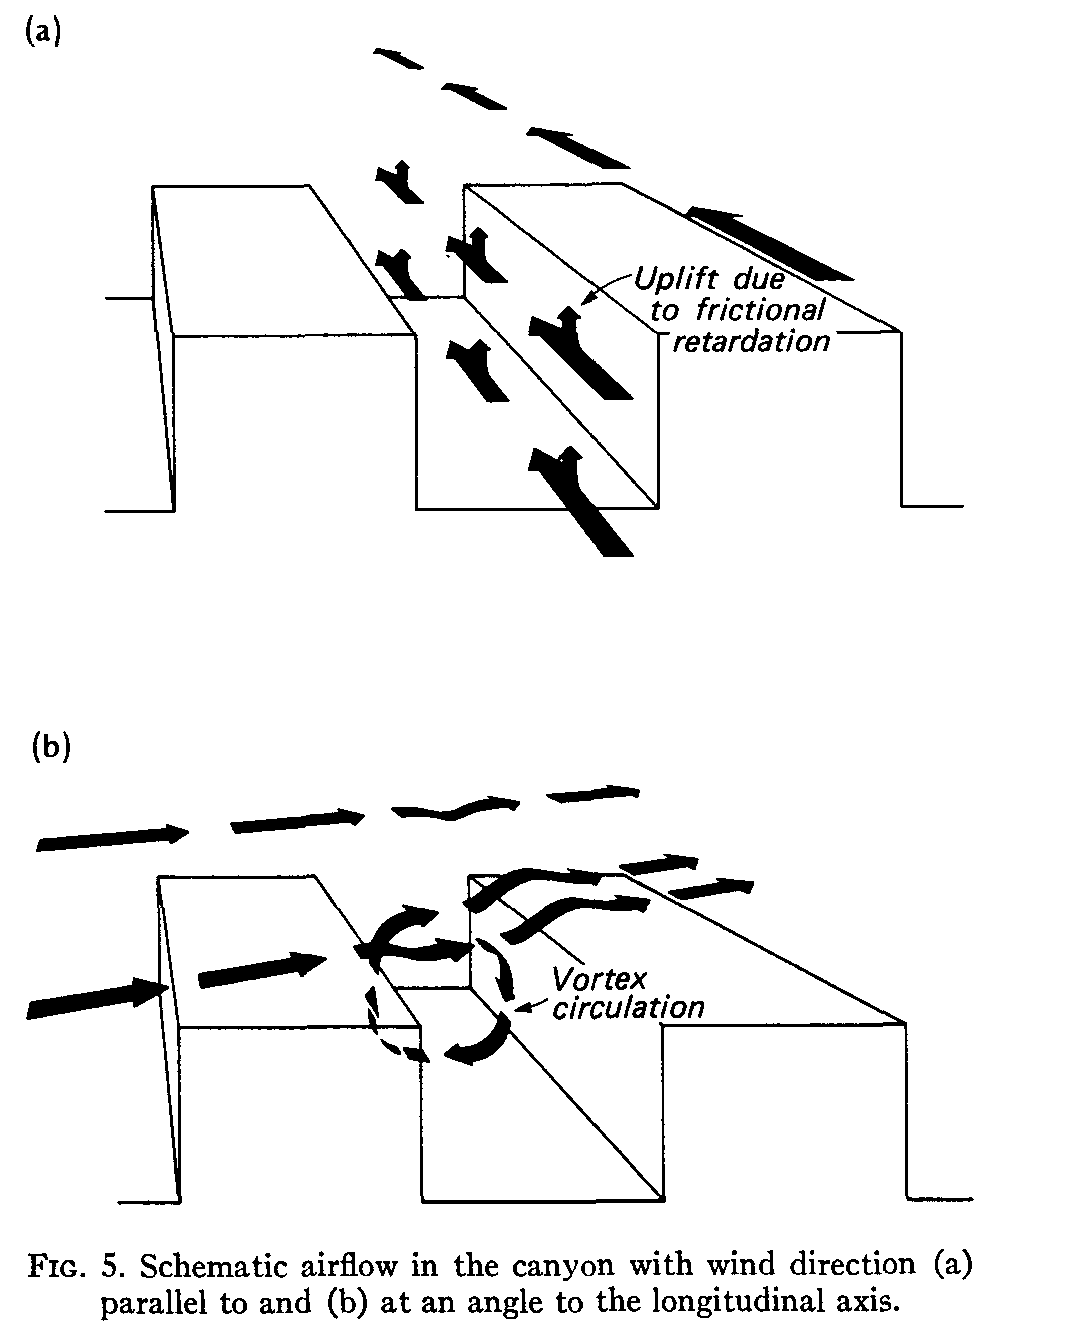 (a)
Uplift due
to frictional
retardation
(b)
Vortex
circulation
FIG. 5. Schematic airflow in the canyon with wind direction (a)
parallel to and (b) at an angle to the longitudinal axis.